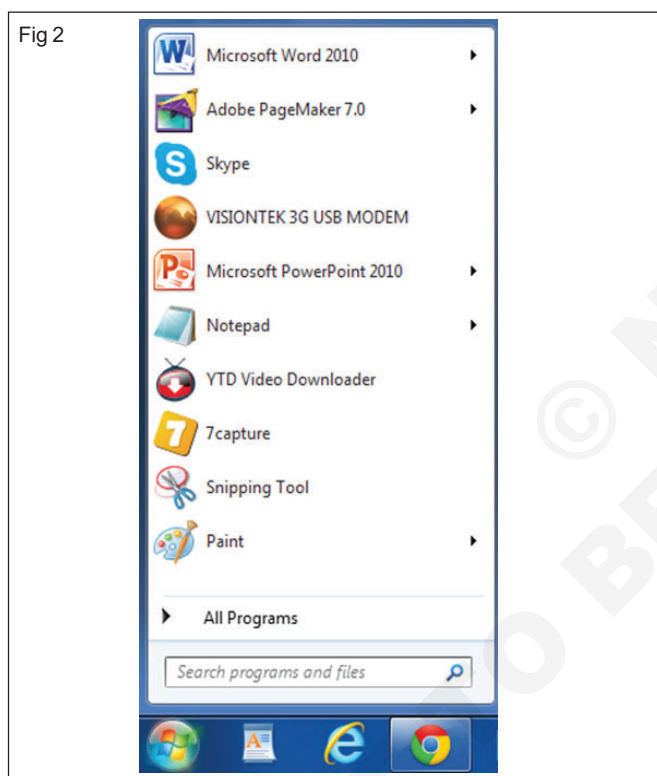 Fig 2
Microsoft Word 2010
Adobe PageMaker 7.0
Skype
VISIONTEK 3G USB MODEM
Microsoft PowerPoint 2010
Notepad
YTD Video Downloader
7capture
Snipping Tool
Paint
All Programs
Search programs and files